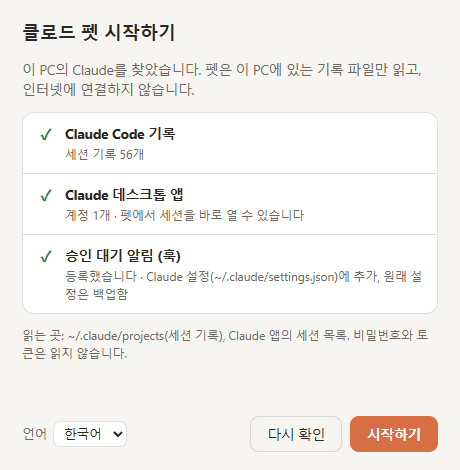 클로드 펫 시작하기
이 PC의 Claude를 찾았습니다. 펫은 이 PC에 있는 기록 파일만 읽고,
인터넷에 연결하지 않습니다.
✓ Claude Code 기록
세션 기록 56개
✓ Claude 데스크톱 앱
계정 1개 · 펫에서 세션을 바로 열 수 있습니다
✓ 승인 대기 알림 (훅)
등록했습니다 · Claude 설정(~/.claude/settings.json)에 추가, 원래 설
정은 백업함
읽는 곳: ~/.claude/projects(세션 기록), Claude 앱의 세션 목록. 비밀번호와 토
큰은 읽지 않습니다.
언어 한국어 다시 확인 시작하기